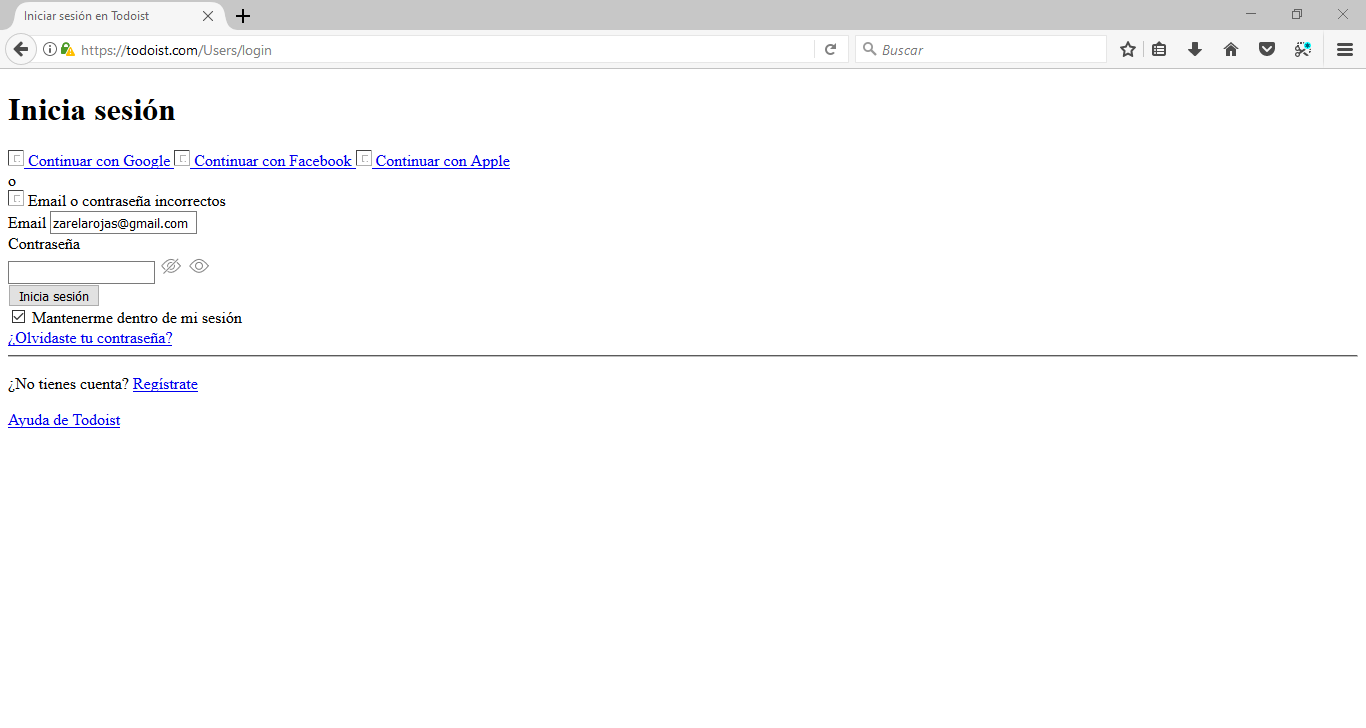 Iniciar sesión en Todoist
https://todoist.com/Users/login
Buscar
Inicia sesión
Continuar con Google Continuar con Facebook Continuar con Apple
o
Email o contraseña incorrectos
Email zarelarojas@gmail.com
Contraseña
Inicia sesión
Mantenerme dentro de mi sesión
¿Olvidaste tu contraseña?
¿No tienes cuenta? Regístrate
Ayuda de Todoist